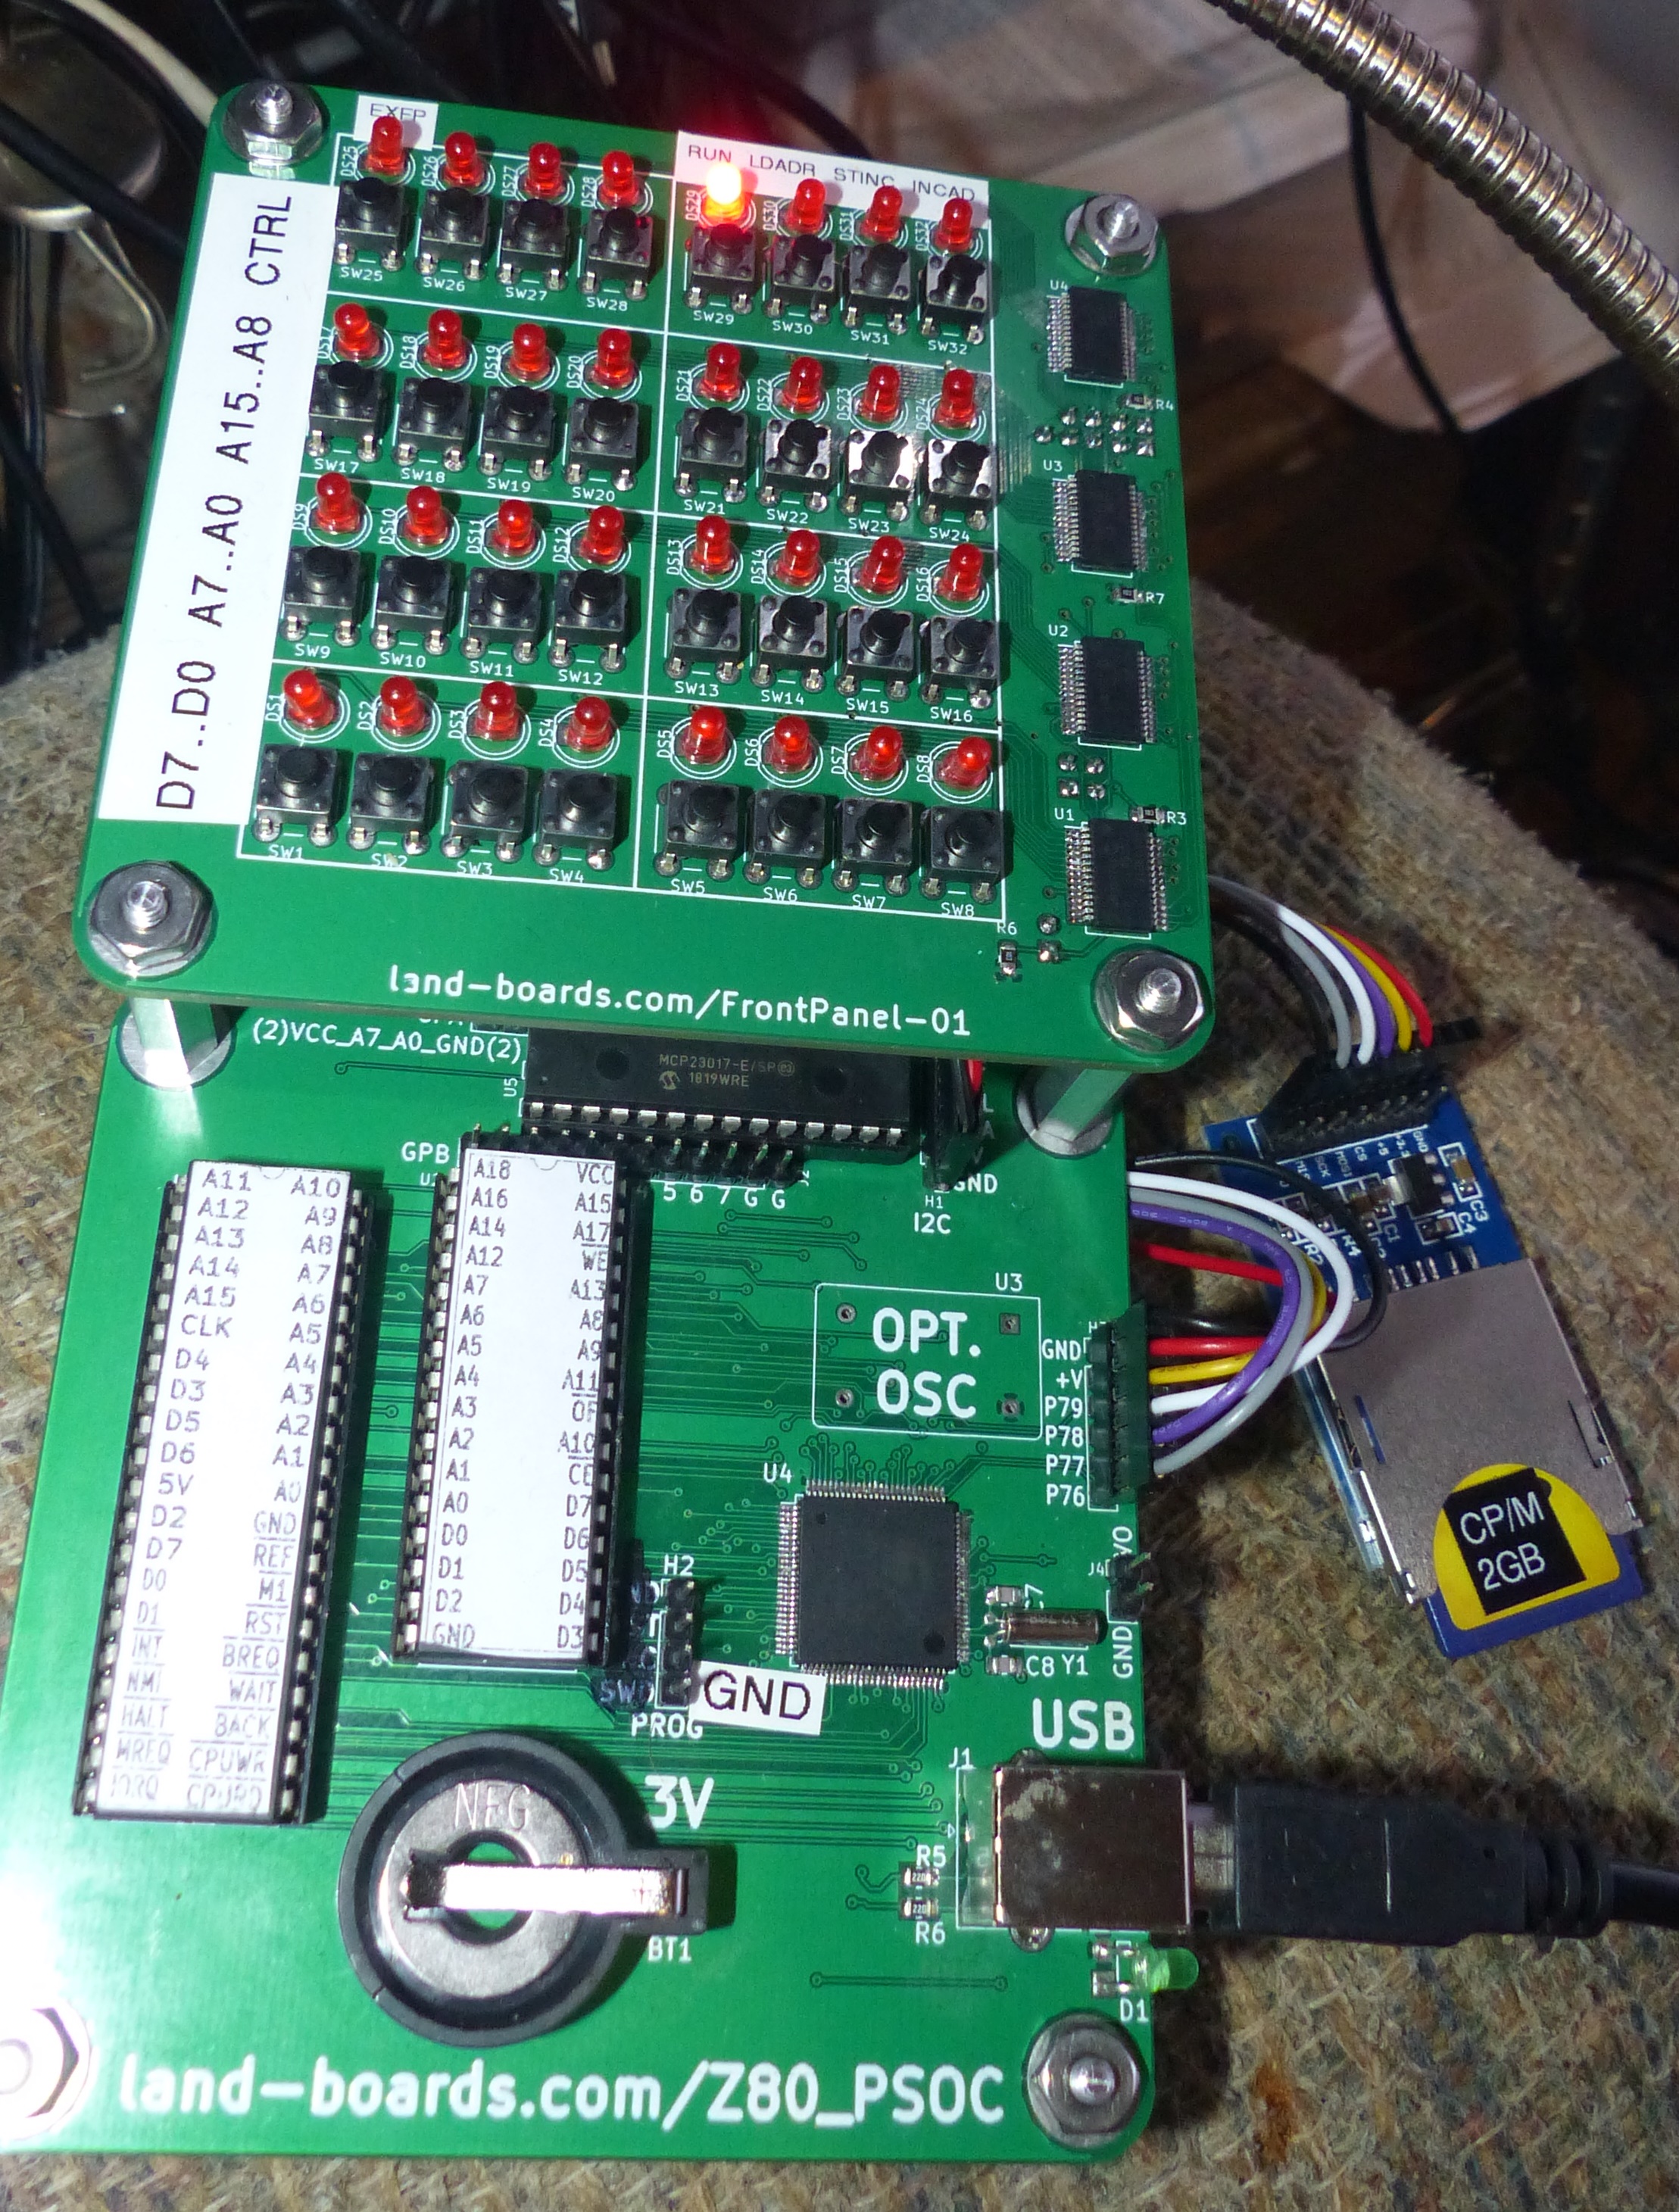 EXFP
RUN LDADR STINC INCAD
DS25 DS26 DS27 DS28 DS29 DS30 DS31 DS32
SW25 SW26 SW27 SW28 SW29 SW30 SW31 SW32
DS18 DS19 DS20 DS21 DS22 DS23 DS24
SW17 SW18 SW19 SW20 SW21 SW22 SW23 SW24
DS9 DS10 DS11 DS12 DS13 DS14 DS15 DS16
SW9 SW10 SW11 SW12 SW13 SW14 SW15 SW16
DS1 DS2 DS3 DS4 DS5 DS6 DS7 DS8
SW1 SW2 SW3 SW4 SW5 SW6 SW7 SW8
D7..D0 A7..A0 A15..A8 CTRL
U4
R4
U3
R7
U2
U1
R3
R6
land-boards.com/FrontPanel-01
(2)VCC_A7_A0_GND(2)
U5
MCP23017-E/SP
1819WRE
GPB
5 6 7 G G
GND
H1
I2C
A11 A10
A12 A9
A13 A8
A14 A7
A15 A6
CLK A5
D4 A4
D3 A3
D5 A2
D6 A1
5V A0
D2 GND
D7 REF
D0 M1
D1 RST
INT BREQ
NMI WAIT
HALT BACK
MREQ CPUWR
IORQ CPURD
A18 VCC
A16 A15
A14 A17
A12 WE
A7 A13
A6 A8
A5 A9
A4 A11
A3 OE
A2 A10
A1 CE
A0 D7
D0 D6
D1 D5
D2 D4
GND D3
U3
OPT.
OSC
GND
+V
P79
P78
P77
P76
U4
H2
J4
GND
C8 Y1
GND
PROG
USB
J1
NEG
3V
BT1
R5
220
220
R6
D1
land-boards.com/Z80_PSOC
CS
SCK
MOSI
GND
C3
C4
C1
R4
CP/M
2GB